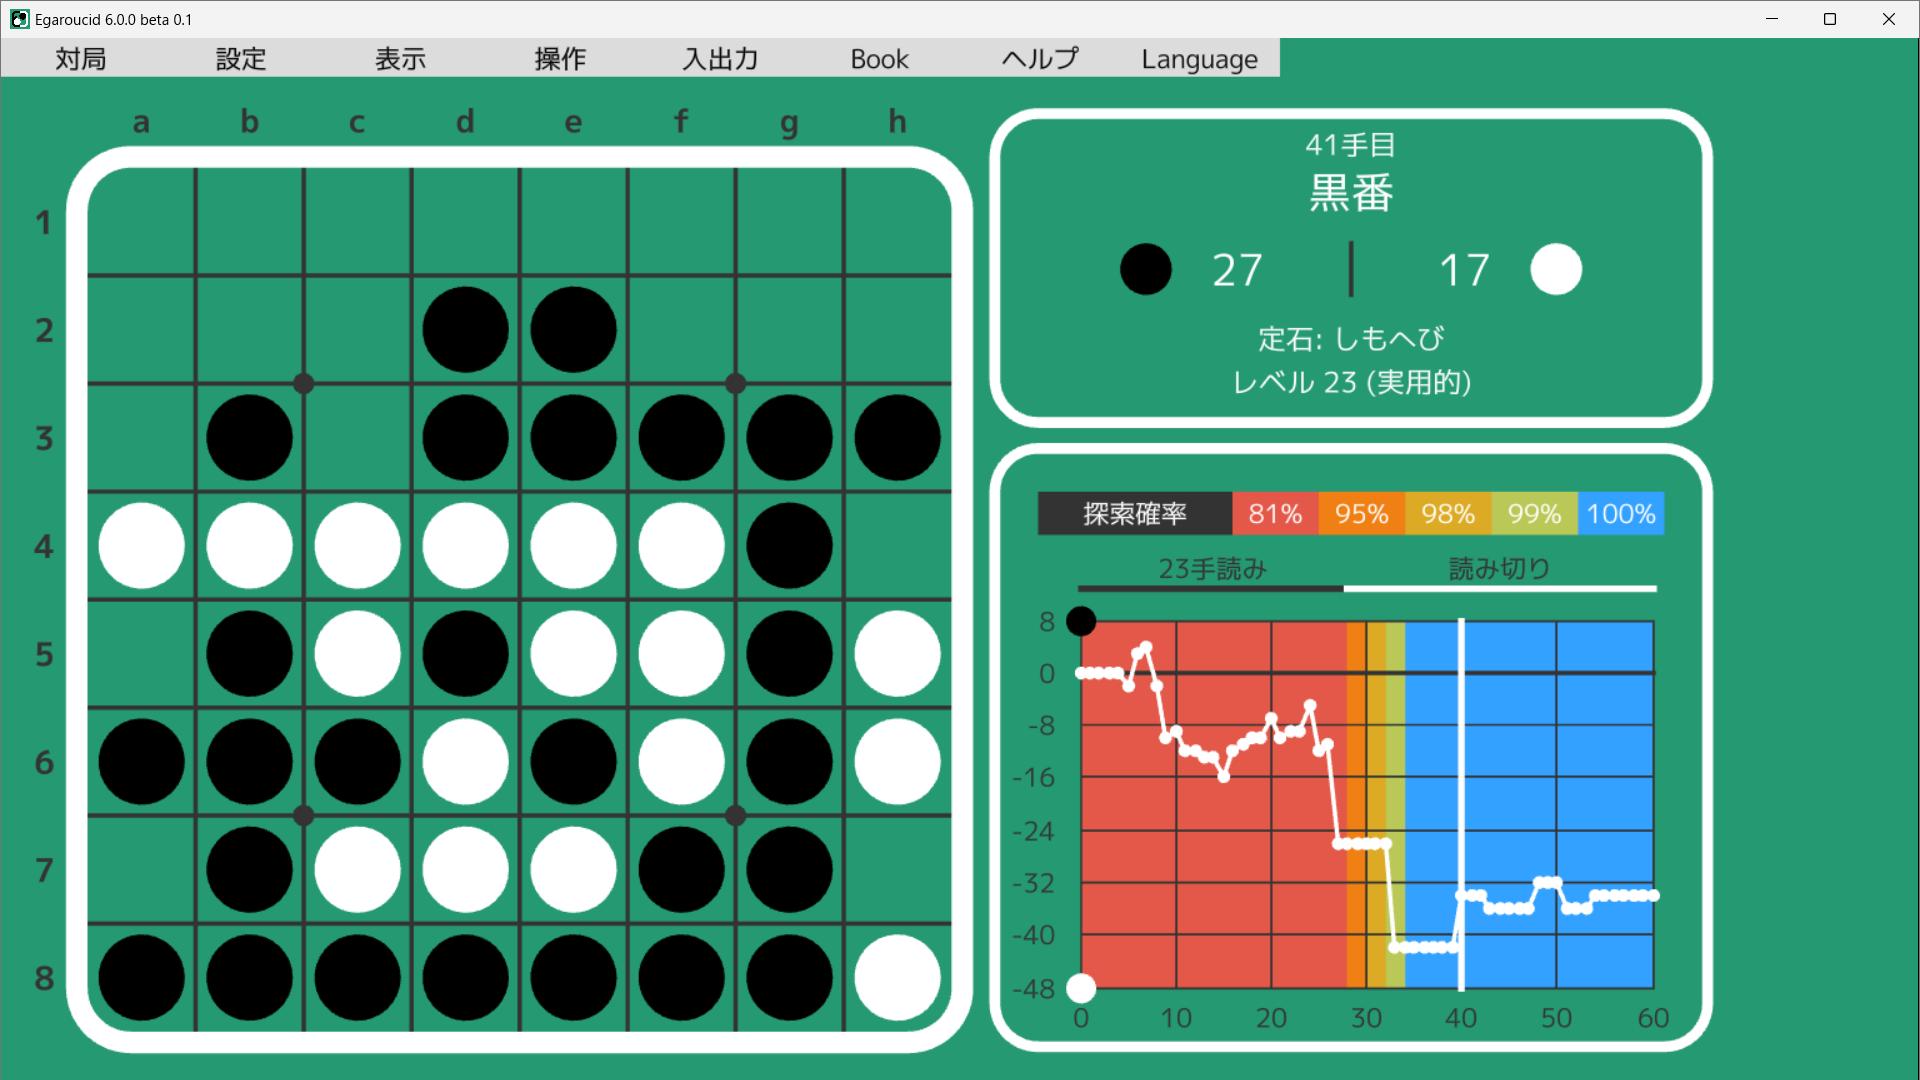 Egaroucid 6.0.0 beta 0.1
対局 設定 表示 操作 入出力 Book ヘルプ Language
a b c d e f g h
1
2
3
4
5
6
7
8
41手目
黒番
27 17
定石: しもへび
レベル 23 (実用的)
探索確率 81% 95% 98% 99% 100%
23手読み 読み切り
8
0
-8
-16
-24
-32
-40
-48
0 10 20 30 40 50 60